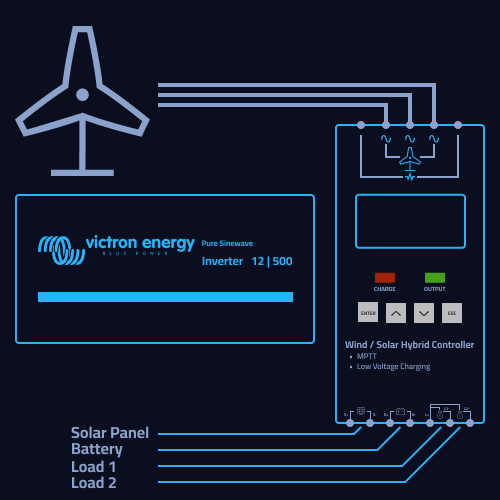 victron energy
BLUE POWER
Pure Sinewave
Inverter 12 | 500
CHARGE OUTPUT
ENTER ESC
Wind / Solar Hybrid Controller
• MPTT
• Low Voltage Charging
Solar Panel
Battery
Load 1
Load 2